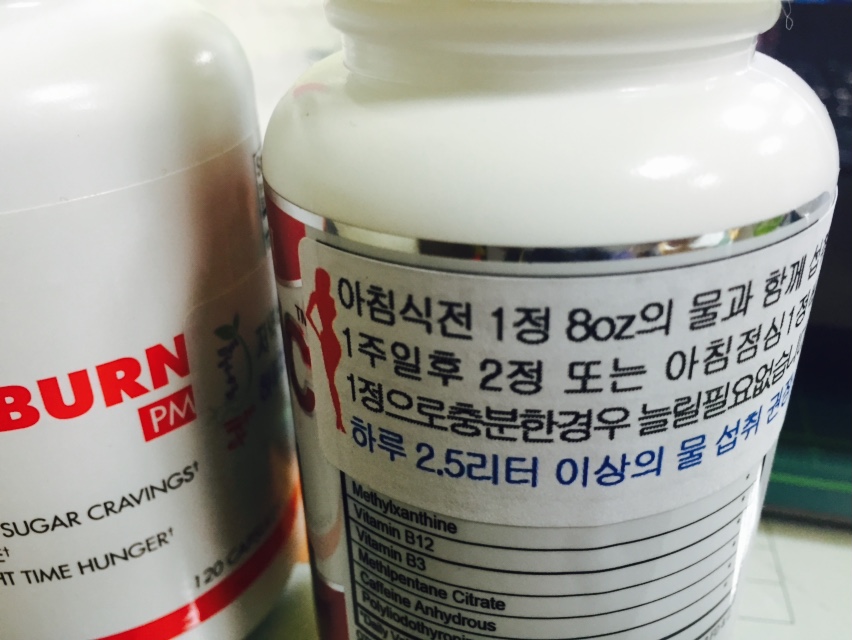 BURN
PM
SUGAR CRAVINGS†
TIME HUNGER†
120
TM
C
아침식전 1정 8oz의 물과 함께
1주일후 2정 또는 아침점심1정
1정으로충분한경우 늘릴필요없습
하루 2.5리터 이상의 물 섭취
Methylxanthine
Vitamin B12
Vitamin B3
Methlpentane Citrate
Caffeine Anhydrous